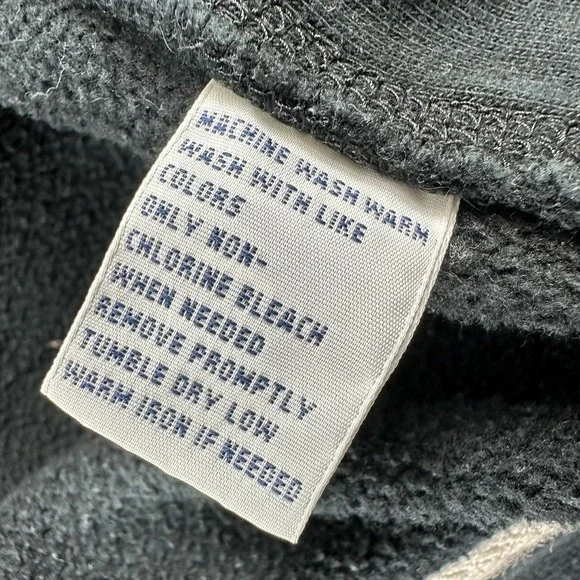 MACHINE WASH WARM
WASH WITH LIKE
COLORS
ONLY NON-
CHLORINE BLEACH
WHEN NEEDED
REMOVE PROMPTLY
TUMBLE DRY LOW
WARM IRON IF NEEDED